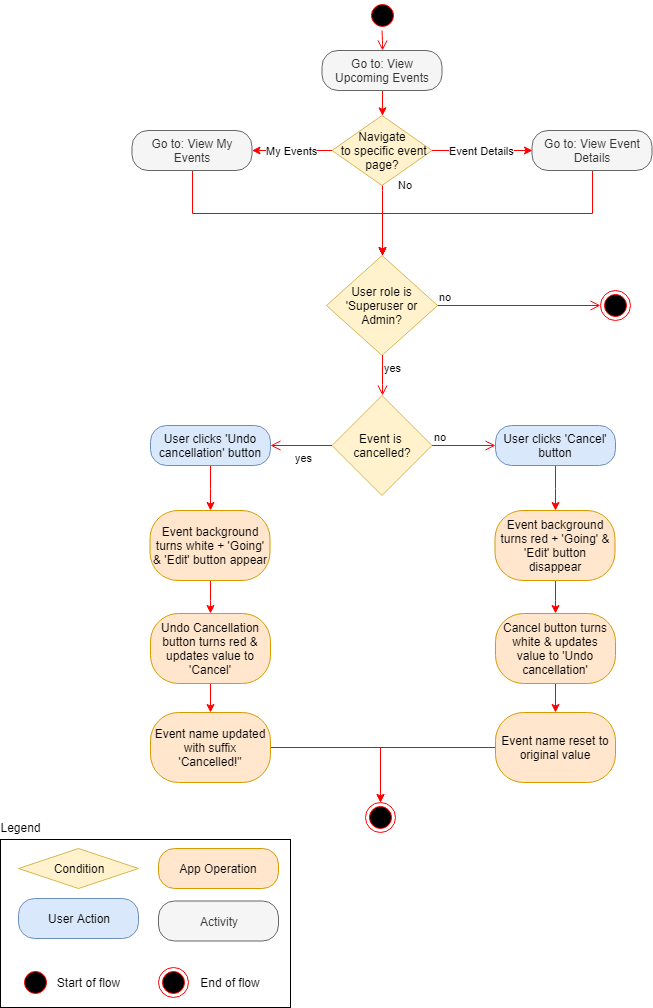 Go to: View
Upcoming Events
Navigate
to specific event
page?
My Events
Event Details
Go to: View My
Events
Go to: View Event
Details
No
User role is
'Superuser or
Admin?
no
yes
Event is
cancelled?
yes
no
User clicks 'Undo
cancellation' button
User clicks 'Cancel'
button
Event background
turns white + 'Going'
& 'Edit' button appear
Event background
turns red + 'Going' &
'Edit' button
disappear
Undo Cancellation
button turns red &
updates value to
'Cancel'
Cancel button turns
white & updates
value to 'Undo
cancellation'
Event name updated
with suffix
'Cancelled!"
Event name reset to
original value
Legend
Condition
App Operation
User Action
Activity
Start of flow
End of flow